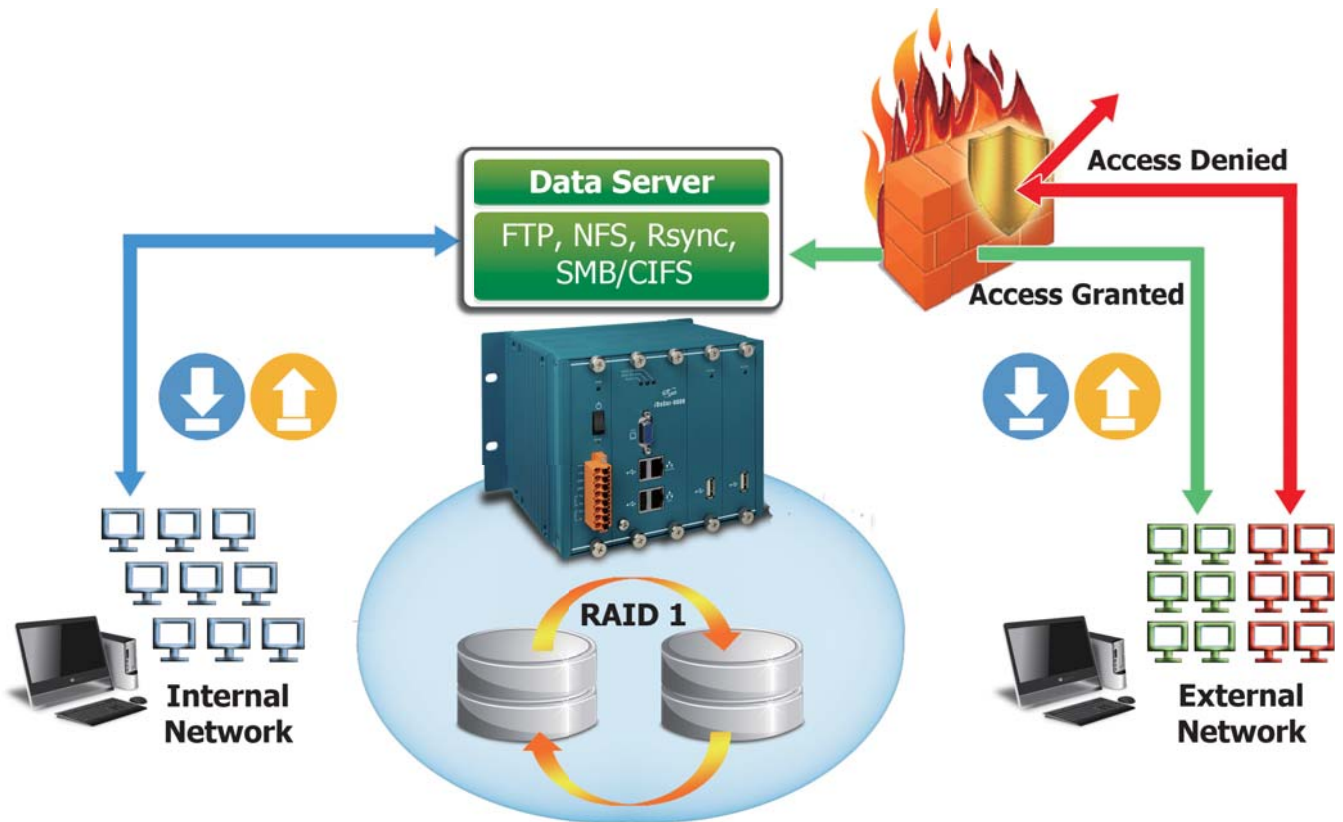 Data Server
FTP, NFS, Rsync,
SMB/CIFS
Access Denied
Access Granted
RAID 1
Internal
Network
External
Network